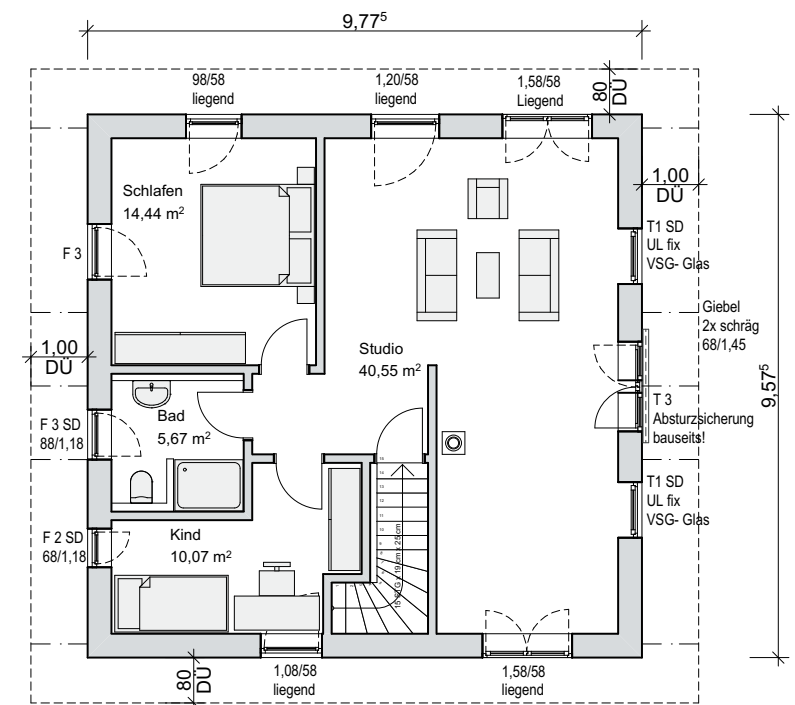 9,77⁵
98/58
liegend
1,20/58
liegend
1,58/58
Liegend
80
DÜ
Schlafen
14,44 m²
1,00
DÜ
F 3
T1 SD
UL fix
VSG- Glas
Giebel
2x schräg
68/1,45
1,00
DÜ
Studio
40,55 m²
9,57⁵
F 3 SD
88/1,18
Bad
5,67 m²
T 3
Absturzsicherung
bauseits!
T1 SD
UL fix
VSG- Glas
F 2 SD
68/1,18
Kind
10,07 m²
80
DÜ
1,08/58
liegend
1,58/58
liegend